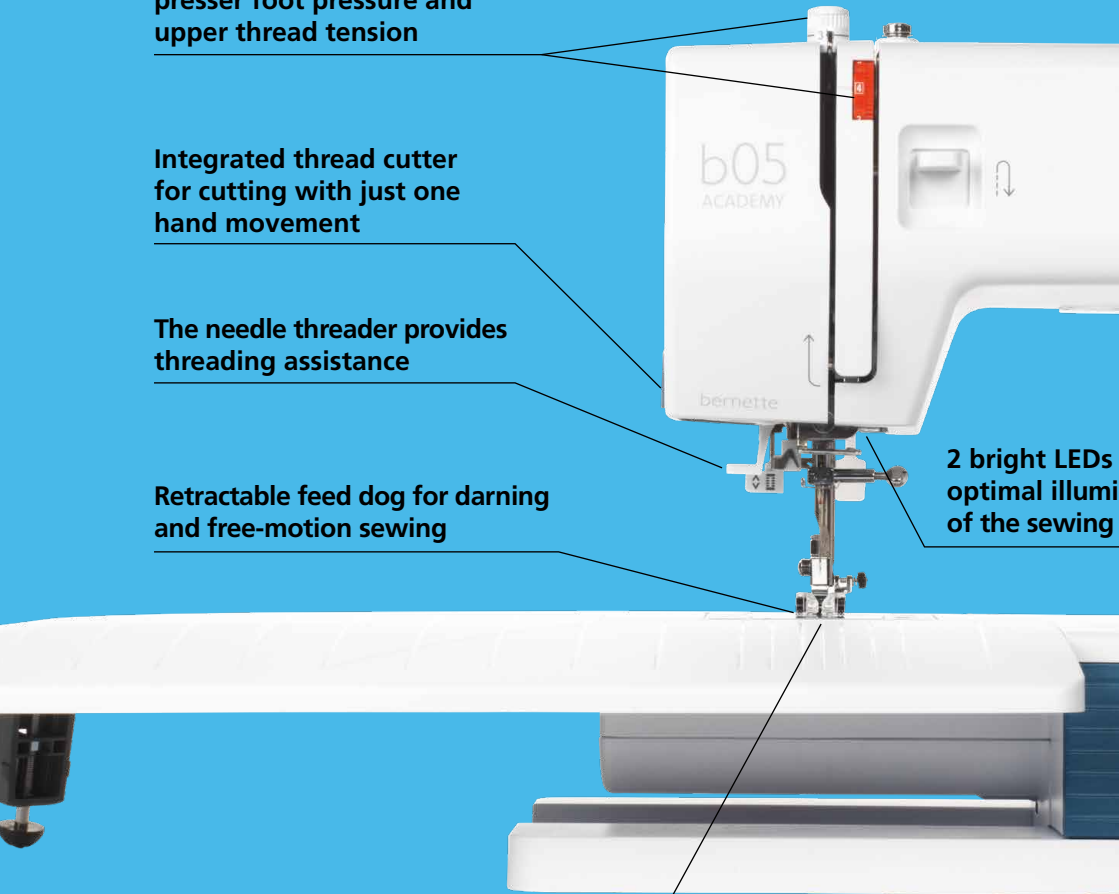 presser foot pressure and
upper thread tension
3
4
b05
ACADEMY
Integrated thread cutter
for cutting with just one
hand movement
The needle threader provides
threading assistance
bernette
2 bright LEDs
optimal
of the sewing
Retractable feed dog for darning
and free-motion sewing